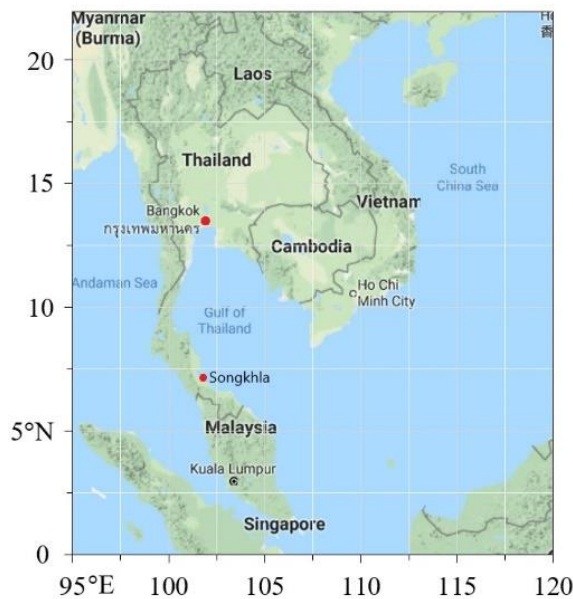 Myanmar
(Burma)
20
Laos
Thailand
15
South
China Sea
Vietnam
Bangkok
กรุงเทพมหานคร
Cambodia
Andaman Sea
Ho Chi
Minh City
10
Gulf of
Thailand
Songkhla
5°N
Malaysia
Kuala Lumpur
Singapore
0
95°E 100 105 110 115 120